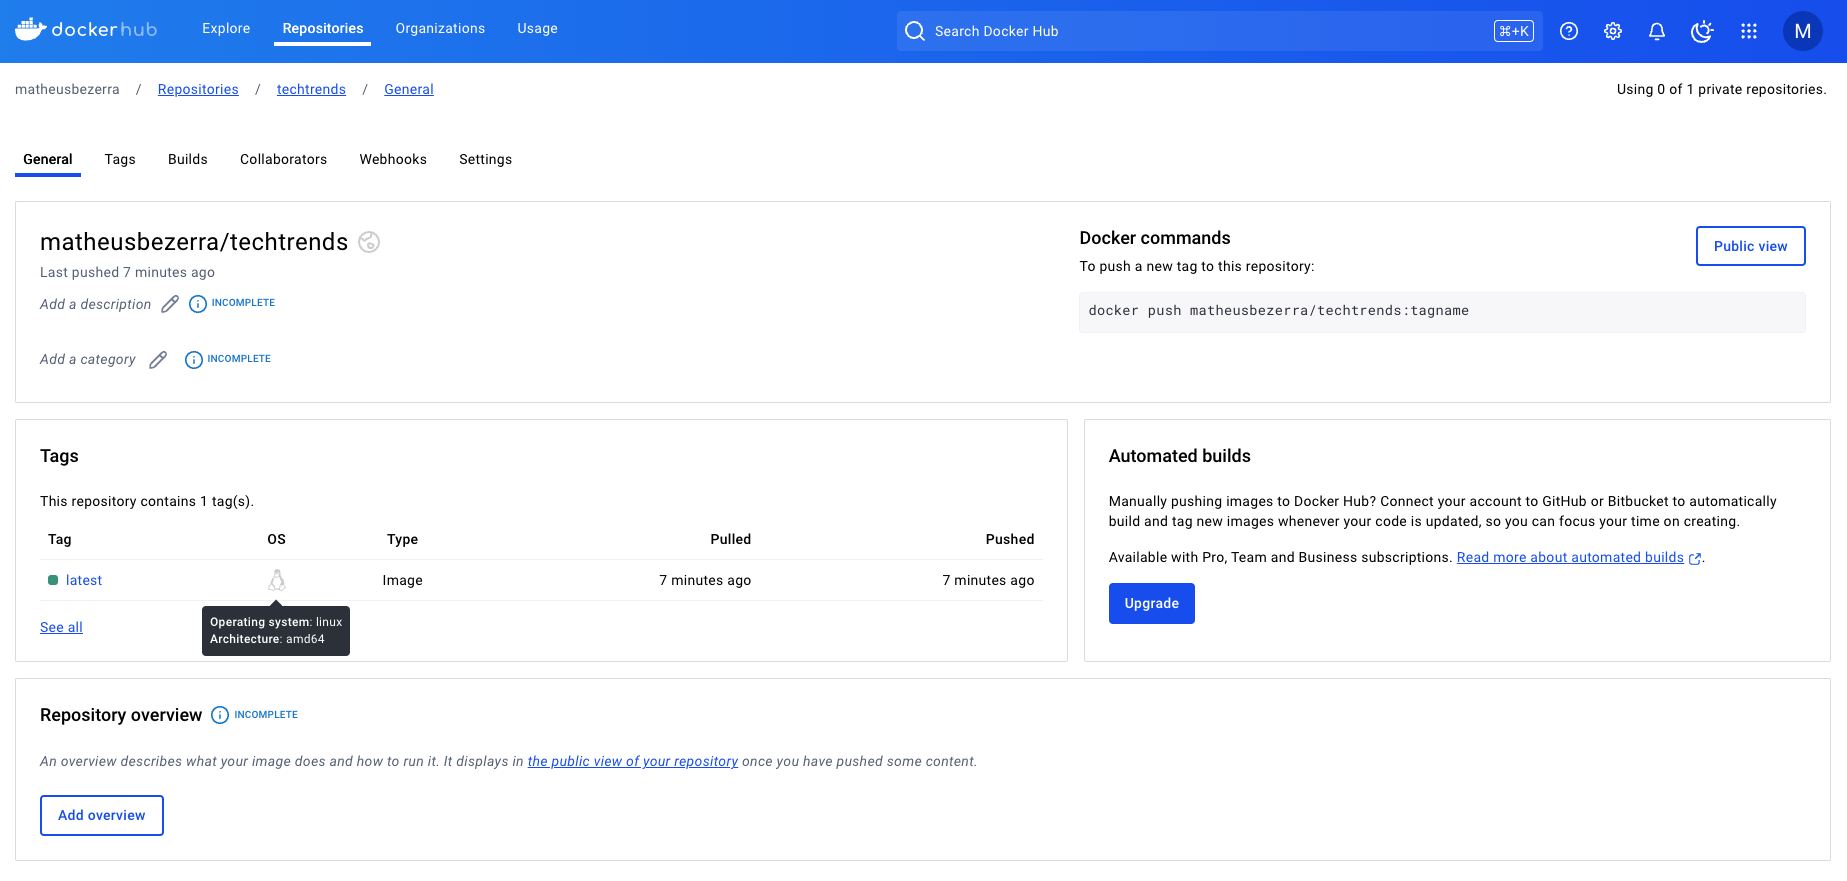 dockerhub
Explore
Repositories
Organizations
Usage
Search Docker Hub
⌘+K
M
matheusbezerra / Repositories / techtrends / General
Using 0 of 1 private repositories.
General
Tags
Builds
Collaborators
Webhooks
Settings
matheusbezerra/techtrends
Last pushed 7 minutes ago
Add a description
INCOMPLETE
Add a category
INCOMPLETE
Docker commands
To push a new tag to this repository:
Public view
docker push matheusbezerra/techtrends:tagname
Tags
This repository contains 1 tag(s).
Tag OS Type Pulled Pushed
latest Image 7 minutes ago 7 minutes ago
See all
Operating system: linux
Architecture: amd64
Automated builds
Manually pushing images to Docker Hub? Connect your account to GitHub or Bitbucket to automatically
build and tag new images whenever your code is updated, so you can focus your time on creating.
Available with Pro, Team and Business subscriptions. Read more about automated builds .
Upgrade
Repository overview
INCOMPLETE
An overview describes what your image does and how to run it. It displays in the public view of your repository once you have pushed some content.
Add overview